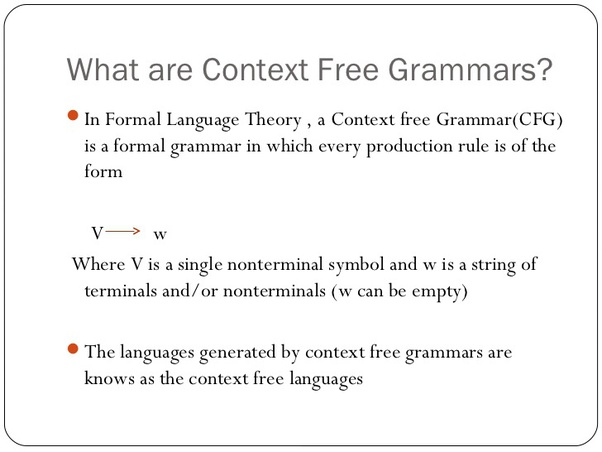 What are Context Free Grammars?
In Formal Language Theory , a Context free Grammar(CFG)
is a formal grammar in which every production rule is of the
form
V → w
Where V is a single nonterminal symbol and w is a string of
terminals and/or nonterminals (w can be empty)
The languages generated by context free grammars are
knows as the context free languages